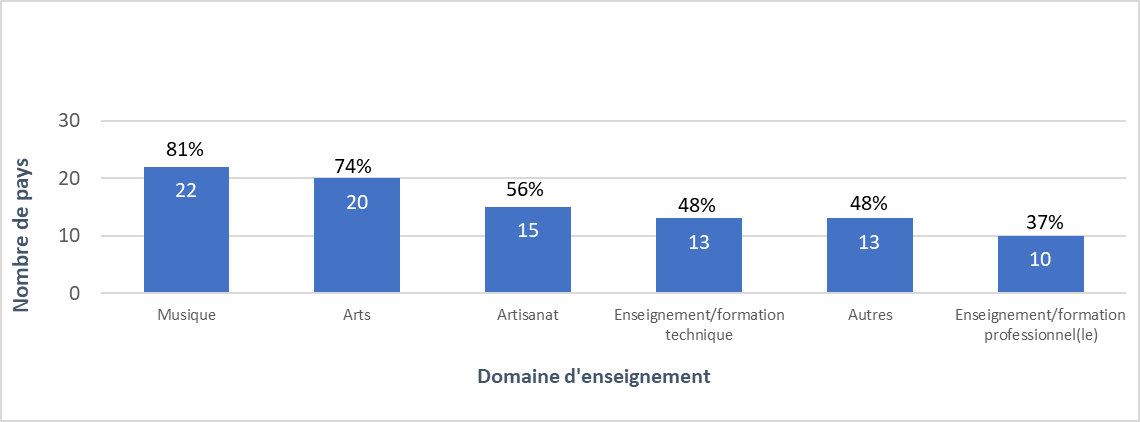 30
20
10
0
Nombre de pays
81%
22
74%
20
56%
15
48%
13
48%
13
37%
10
Musique
Arts
Artisanat
Enseignement/formation
technique
Autres
Enseignement/formation
professionnel(le)
Domaine d'enseignement